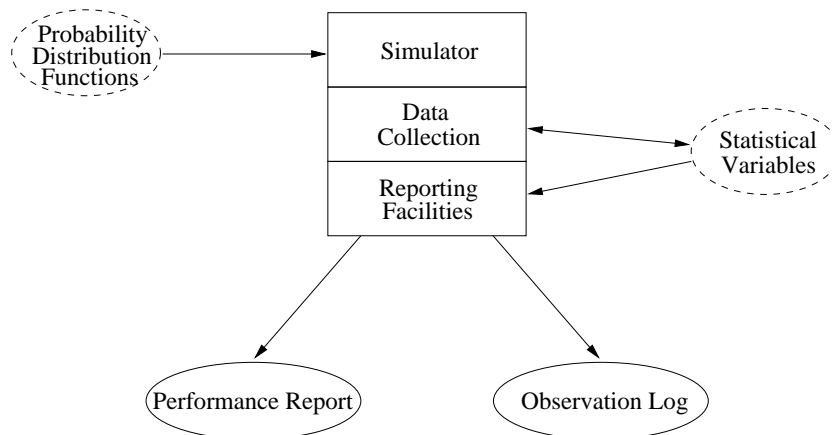 Probability
Distribution
Functions
Simulator
Data
Collection
Statistical
Variables
Reporting
Facilities
Performance Report
Observation Log